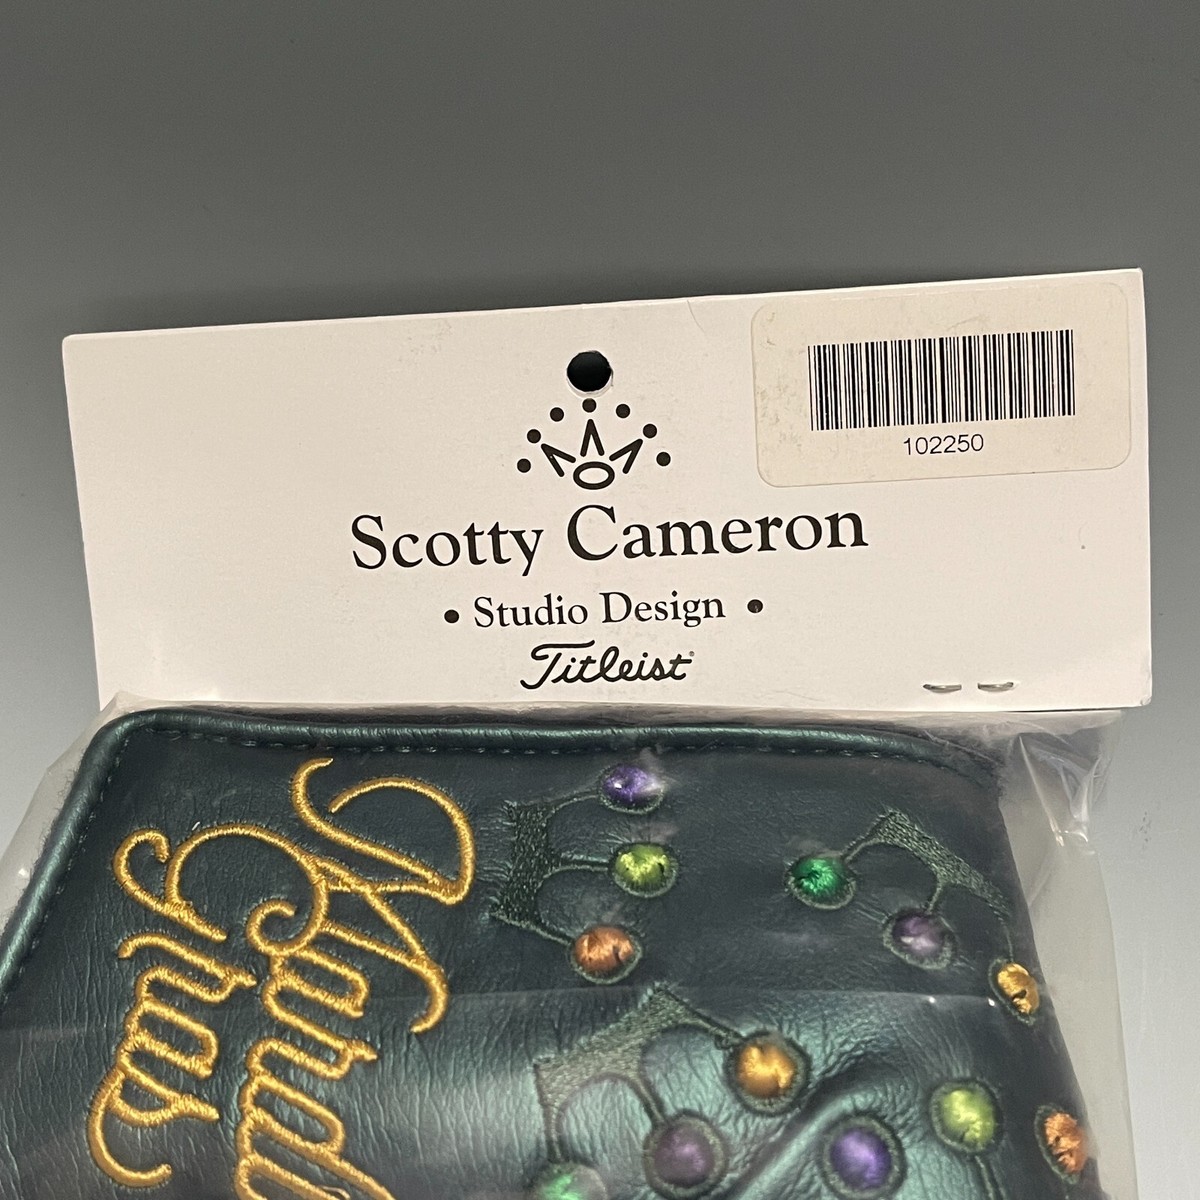 102250
Scotty Cameron
• Studio Design •
Titleist®
Mardi
Gras